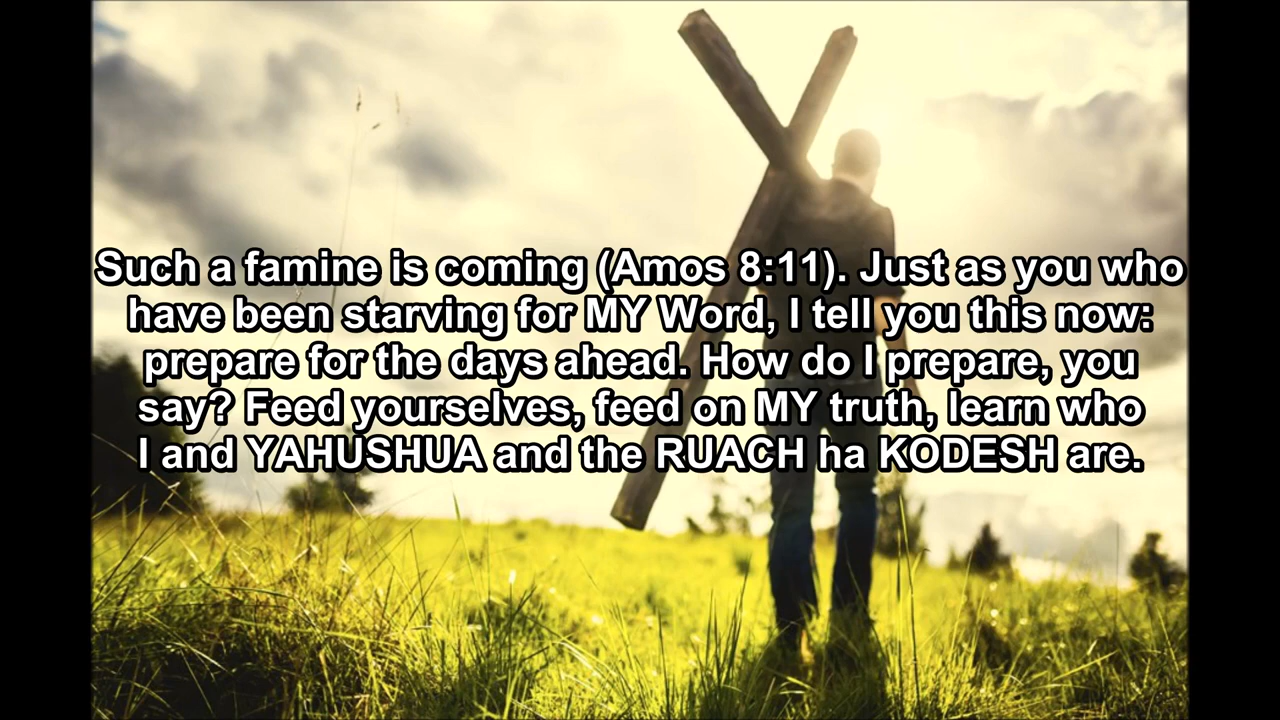 Such a famine is coming (Amos 8:11). Just as you who
have been starving for MY Word, I tell you this now:
prepare for the days ahead. How do I prepare, you
say? Feed yourselves, feed on MY truth, learn who
I and YAHUSHUA and the RUACH ha KODESH are.